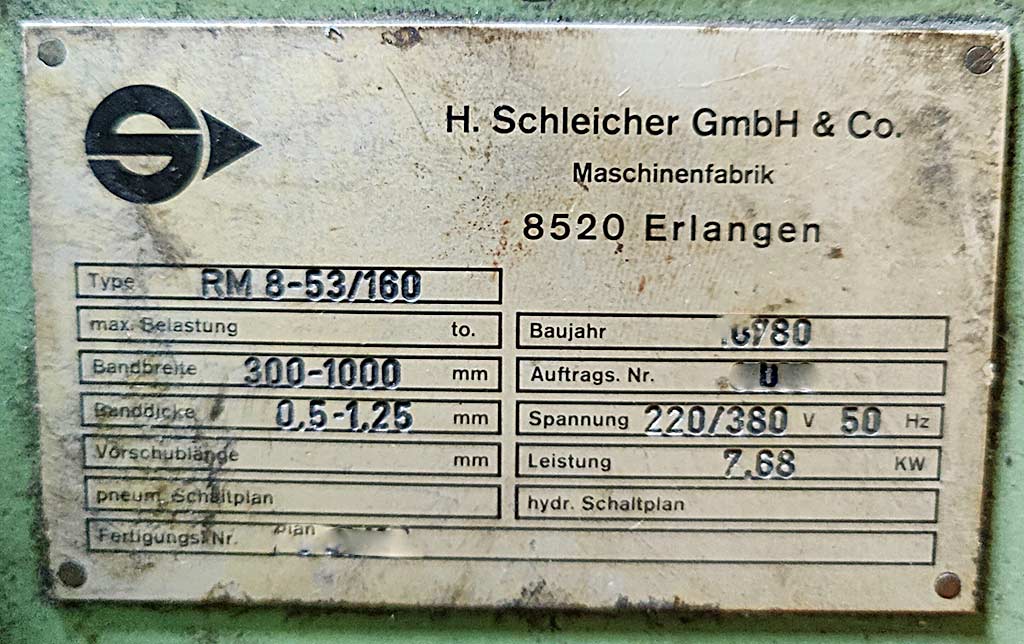 H. Schleicher GmbH & Co.
Maschinenfabrik
8520 Erlangen
Type RM 8-53/160
max. Belastung to.
Baujahr /80
Bandbreite 300-1000 mm
Auftrags. Nr.
Banddicke 0,5-1,25 mm
Spannung 220/380 V 50 Hz
Vorschublänge mm
Leistung 7,68 KW
pneum. Schaltplan
hydr. Schaltplan
Fertigungs. Nr. Plan